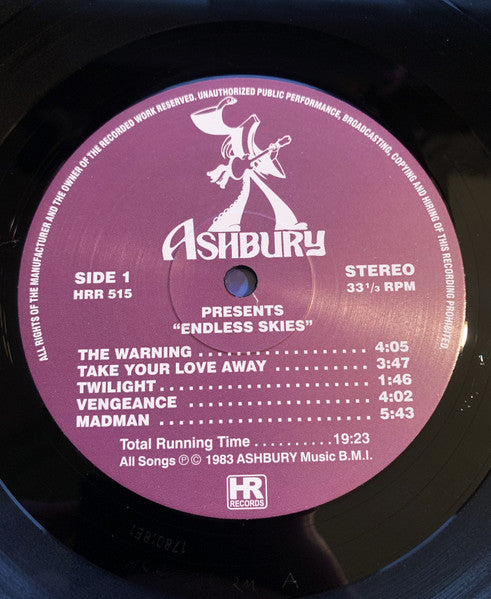 ALL RIGHTS OF THE MANUFACTURER AND THE OWNER OF THE RECORDED WORK RESERVED. UNAUTHORIZED PUBLIC PERFORMANCE, BROADCASTING, COPYING AND HIRING OF THIS RECORDING PROHIBITED.
ASHBURY
SIDE 1
HRR 515
STEREO
33 1/3 RPM
PRESENTS
"ENDLESS SKIES"
THE WARNING .................... 4:05
TAKE YOUR LOVE AWAY ........... 3:47
TWILIGHT........................ 1:46
VENGEANCE ..................... 4:02
MADMAN ........................ 5:43
Total Running Time ..........19:23
All Songs ℗ © 1983 ASHBURY Music B.M.I.
HR
RECORDS